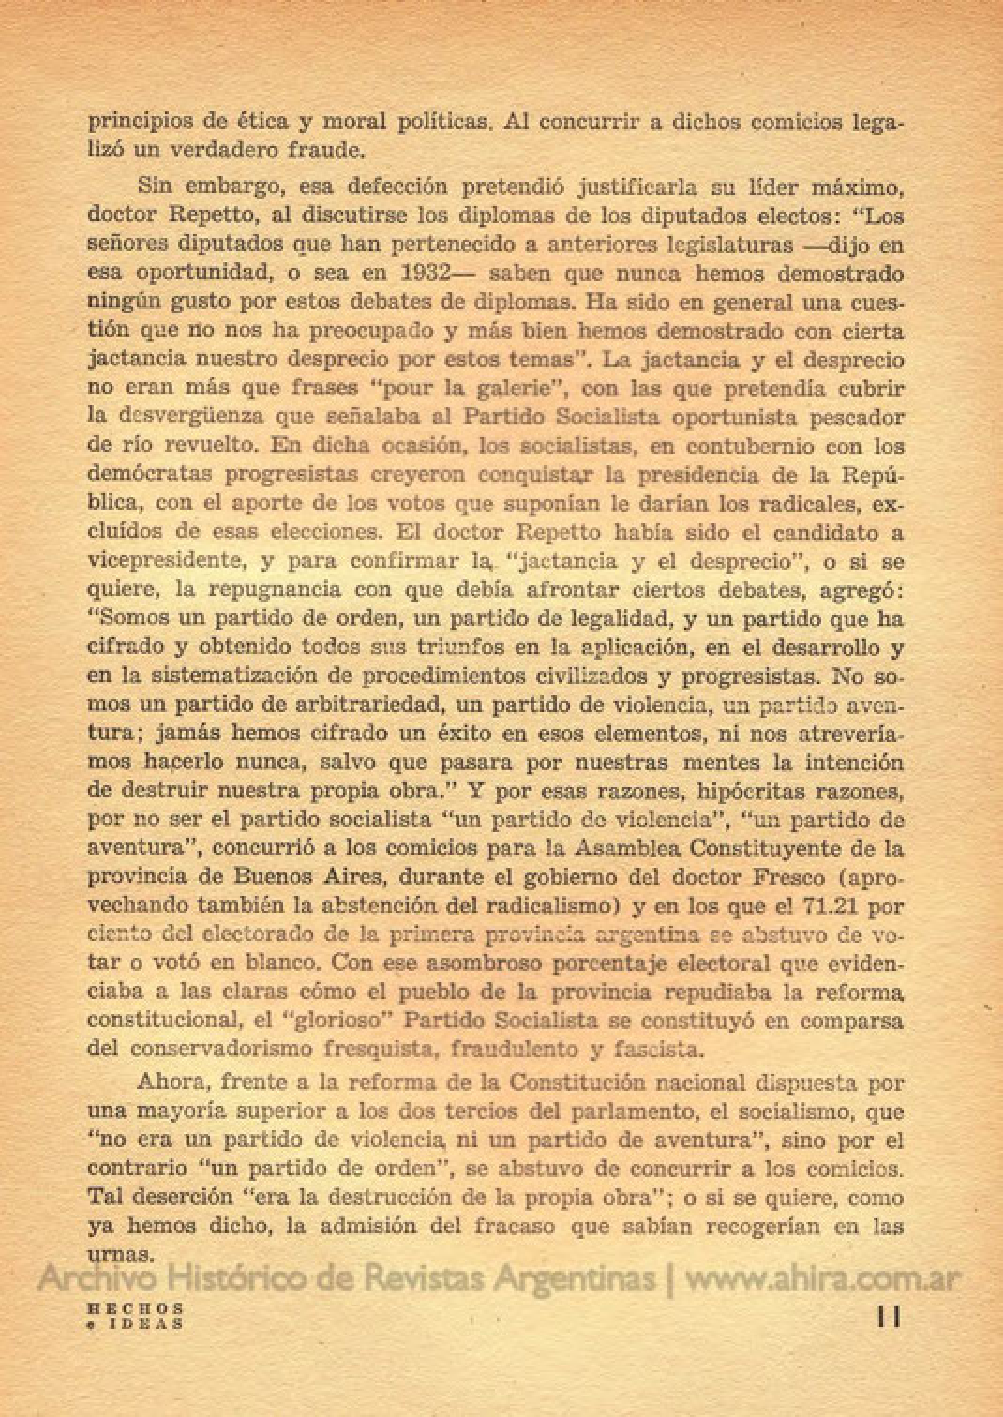 principios de ética y moral políticas. Al concurrir a dichos comicios lega-
lizó un verdadero fraude.
Sin embargo, esa defección pretendió justificarla su líder máximo,
doctor Repetto, al discutirse los diplomas de los diputados electos: “Los
señores diputados que han pertenecido a anteriores legislaturas —dijo en
esa oportunidad, o sea en 1932— saben que nunca hemos demostrado
ningún gusto por estos debates de diplomas. Ha sido en general una cues-
tión que no nos ha preocupado y más bien hemos demostrado con cierta
jactancia nuestro desprecio por estos temas”. La jactancia y el desprecio
no eran más que frases “pour la galerie”, con las que pretendía cubrir
la desvergüenza que señalaba al Partido Socialista oportunista pescador
de río revuelto. En dicha ocasión, los socialistas, en contubernio con los
demócratas progresistas creyeron conquistar la presidencia de la Repú-
blica, con el aporte de los votos que suponían le darían los radicales, ex-
cluídos de esas elecciones. El doctor Repetto había sido el candidato a
vicepresidente, y para confirmar la “jactancia y el desprecio”, o si se
quiere, la repugnancia con que debía afrontar ciertos debates, agregó:
“Somos un partido de orden, un partido de legalidad, y un partido que ha
cifrado y obtenido todos sus triunfos en la aplicación, en el desarrollo y
en la sistematización de procedimientos civilizados y progresistas. No so-
mos un partido de arbitrariedad, un partido de violencia, un partido aven-
tura; jamás hemos cifrado un éxito en esos elementos, ni nos atrevería-
mos hacerlo nunca, salvo que pasara por nuestras mentes la intención
de destruir nuestra propia obra.” Y por esas razones, hipócritas razones,
por no ser el partido socialista “un partido de violencia”, “un partido de
aventura”, concurrió a los comicios para la Asamblea Constituyente de la
provincia de Buenos Aires, durante el gobierno del doctor Fresco (apro-
vechando también la abstención del radicalismo) y en los que el 71.21 por
ciento del electorado de la primera provincia argentina se abstuvo de vo-
tar o votó en blanco. Con ese asombroso porcentaje electoral que eviden-
ciaba a las claras cómo el pueblo de la provincia repudiaba la reforma
constitucional, el “glorioso” Partido Socialista se constituyó en comparsa
del conservadorismo fresquista, fraudulento y fascista.
Ahora, frente a la reforma de la Constitución nacional dispuesta por
una mayoría superior a los dos tercios del parlamento, el socialismo, que
“no era un partido de violencia ni un partido de aventura”, sino por el
contrario “un partido de orden”, se abstuvo de concurrir a los comicios.
Tal deserción “era la destrucción de la propia obra”; o si se quiere, como
ya hemos dicho, la admisión del fracaso que sabían recogerían en las
urnas.
Archivo Histórico de Revistas Argentinas | www.ahira.com.ar
HECHOS
e IDEAS
11